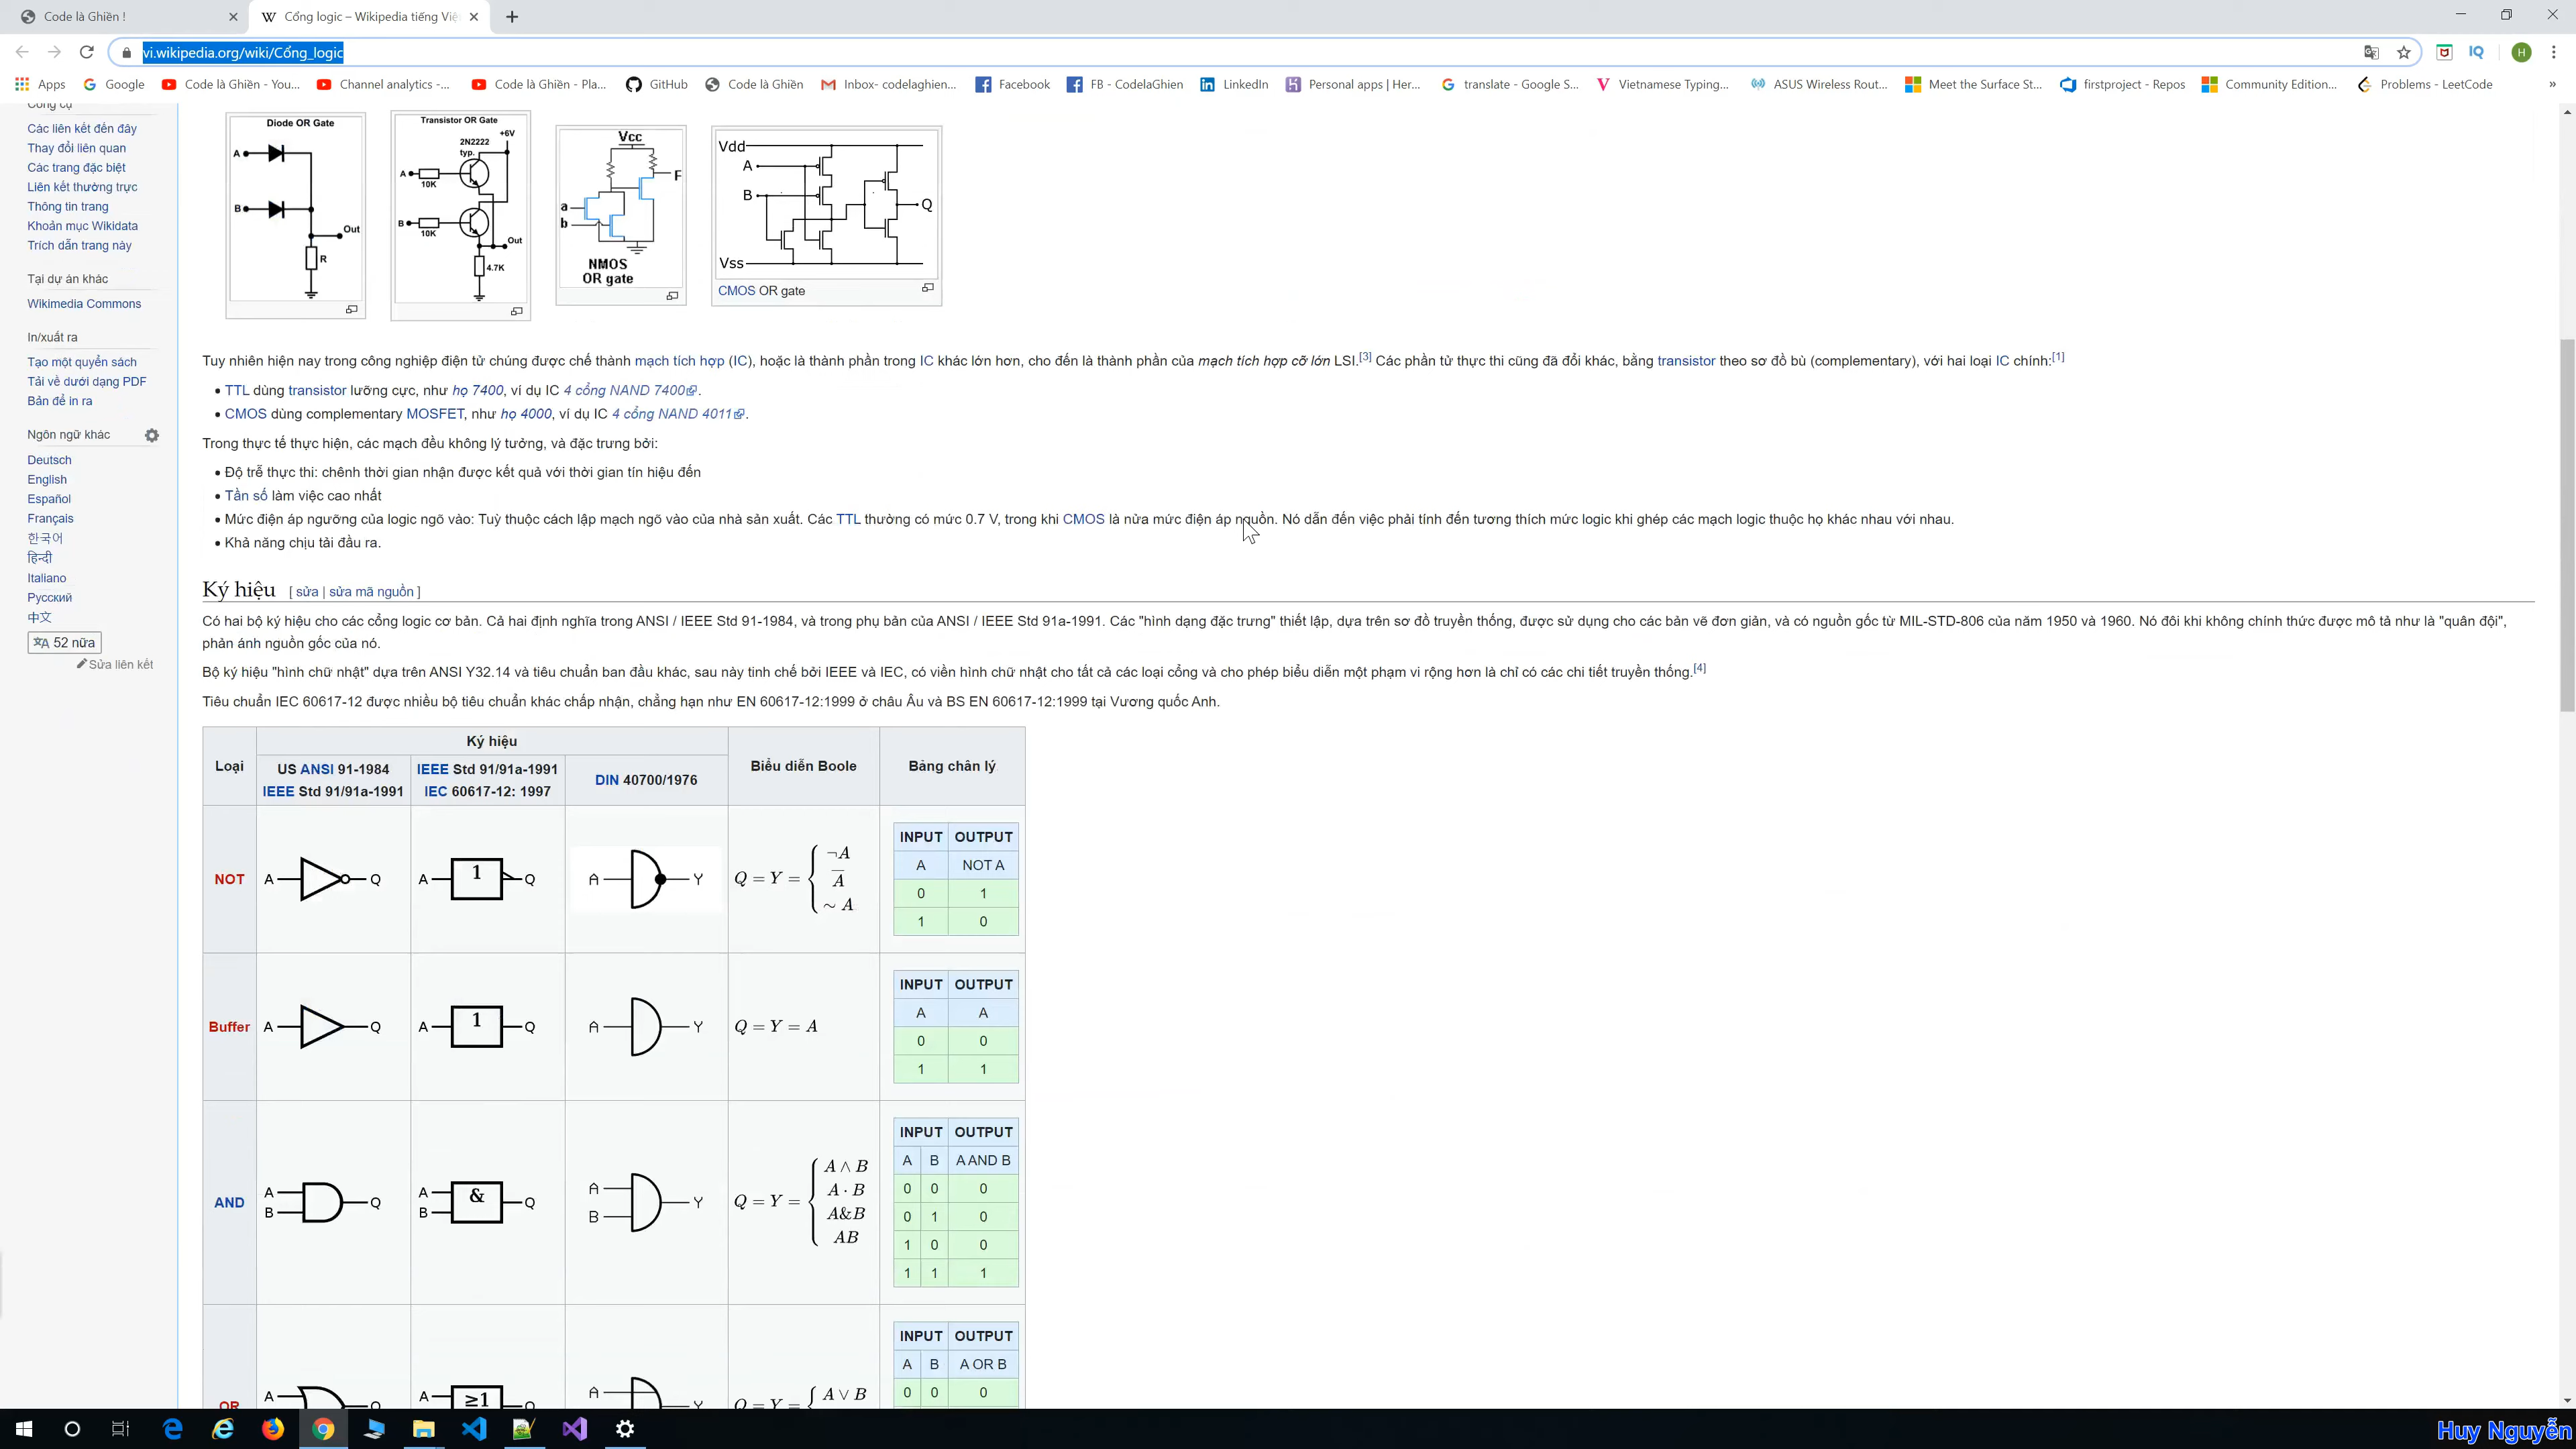 Code là Ghiền !
Cổng logic – Wikipedia tiếng Việ
vi.wikipedia.org/wiki/Cổng_logic
Apps Google Code là Ghiền - You... Channel analytics -... Code là Ghiền - Pla... GitHub Code là Ghiền Inbox- codelaghien... Facebook FB - CodelaGhien LinkedIn Personal apps | Her... translate - Google S... Vietnamese Typing... ASUS Wireless Rout... Meet the Surface St... firstproject - Repos Community Edition... Problems - LeetCode »
Công cụ
Các liên kết đến đây
Thay đổi liên quan
Các trang đặc biệt
Liên kết thường trực
Thông tin trang
Khoản mục Wikidata
Trích dẫn trang này
Tại dự án khác
Wikimedia Commons
In/xuất ra
Tạo một quyển sách
Tải về dưới dạng PDF
Bản để in ra
Ngôn ngữ khác
Deutsch
English
Español
Français
한국어
हिन्दी
Italiano
Русский
中文
52 nữa
Sửa liên kết
Diode OR Gate
A
B
Out
R
Transistor OR Gate
+6V
2N2222
typ.
A
10K
B
10K
Out
4.7K
Vcc
F
a
b
NMOS
OR gate
Vdd
A
B
Q
Vss
CMOS OR gate
Tuy nhiên hiện nay trong công nghiệp điện tử chúng được chế thành mạch tích hợp (IC), hoặc là thành phần trong IC khác lớn hơn, cho đến là thành phần của mạch tích hợp cỡ lớn LSI.[3] Các phần tử thực thi cũng đã đổi khác, bằng transistor theo sơ đồ bù (complementary), với hai loại IC chính:[1]
• TTL dùng transistor lưỡng cực, như họ 7400, ví dụ IC 4 cổng NAND 7400.
• CMOS dùng complementary MOSFET, như họ 4000, ví dụ IC 4 cổng NAND 4011.
Trong thực tế thực hiện, các mạch đều không lý tưởng, và đặc trưng bởi:
• Độ trễ thực thi: chênh thời gian nhận được kết quả với thời gian tín hiệu đến
• Tần số làm việc cao nhất
• Mức điện áp ngưỡng của logic ngõ vào: Tuỳ thuộc cách lập mạch ngõ vào của nhà sản xuất. Các TTL thường có mức 0.7 V, trong khi CMOS là nửa mức điện áp nguồn. Nó dẫn đến việc phải tính đến tương thích mức logic khi ghép các mạch logic thuộc họ khác nhau với nhau.
• Khả năng chịu tải đầu ra.
Ký hiệu [ sửa | sửa mã nguồn ]
Có hai bộ ký hiệu cho các cổng logic cơ bản. Cả hai định nghĩa trong ANSI / IEEE Std 91-1984, và trong phụ bản của ANSI / IEEE Std 91a-1991. Các "hình dạng đặc trưng" thiết lập, dựa trên sơ đồ truyền thống, được sử dụng cho các bản vẽ đơn giản, và có nguồn gốc từ MIL-STD-806 của năm 1950 và 1960. Nó đôi khi không chính thức được mô tả như là "quân đội",
phản ánh nguồn gốc của nó.
Bộ ký hiệu "hình chữ nhật" dựa trên ANSI Y32.14 và tiêu chuẩn ban đầu khác, sau này tinh chế bởi IEEE và IEC, có viền hình chữ nhật cho tất cả các loại cổng và cho phép biểu diễn một phạm vi rộng hơn là chỉ có các chi tiết truyền thống.[4]
Tiêu chuẩn IEC 60617-12 được nhiều bộ tiêu chuẩn khác chấp nhận, chẳng hạn như EN 60617-12:1999 ở châu Âu và BS EN 60617-12:1999 tại Vương quốc Anh.
Loại Ký hiệu Biểu diễn Boole Bảng chân lý
US ANSI 91-1984
IEEE Std 91/91a-1991
IEEE Std 91/91a-1991
IEC 60617-12: 1997
DIN 40700/1976
NOT A Q A 1 Q A Y Q = Y = { ¬A
A̅
∼ A
INPUT OUTPUT
A NOT A
0 1
1 0
Buffer A Q A 1 Q A Y Q = Y = A
INPUT OUTPUT
A A
0 0
1 1
AND A B Q A B & Q A B Y Q = Y = { A ∧ B
A · B
A&B
AB
INPUT OUTPUT
A B A AND B
0 0 0
0 1 0
1 0 0
1 1 1
OR A A ≥1 A Y Q = Y = { A ∨ B
INPUT OUTPUT
A B A OR B
0 0 0
Huy Nguyễn